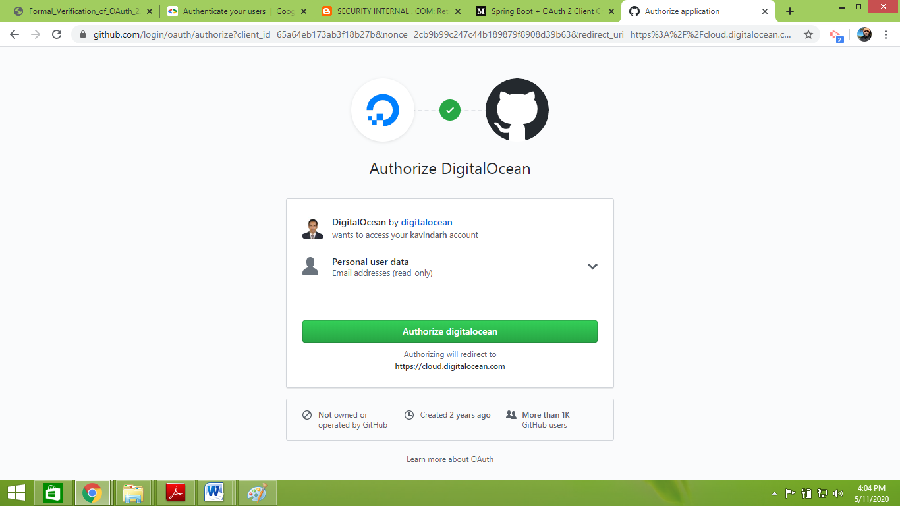 Formal_Verification_of_OAuth_2
Authenticate your users | Goog
SECURITY INTERNAL .COM: Re
Spring Boot + OAuth 2 Client C
Authorize application
github.com/login/oauth/authorize?client_id=65a64eb173ab3f18b27b&nonce=2cb9b99c247c44b189879f8908d39b63&redirect_uri=https%3A%2F%2Fcloud.digitalocean.c...
2
Authorize DigitalOcean
DigitalOcean by digitalocean
wants to access your kavindarh account
Personal user data
Email addresses (read-only)
Authorize digitalocean
Authorizing will redirect to
https://cloud.digitalocean.com
Not owned or
operated by GitHub
Created 2 years ago
More than 1K
GitHub users
Learn more about OAuth
4:04 PM
5/11/2020